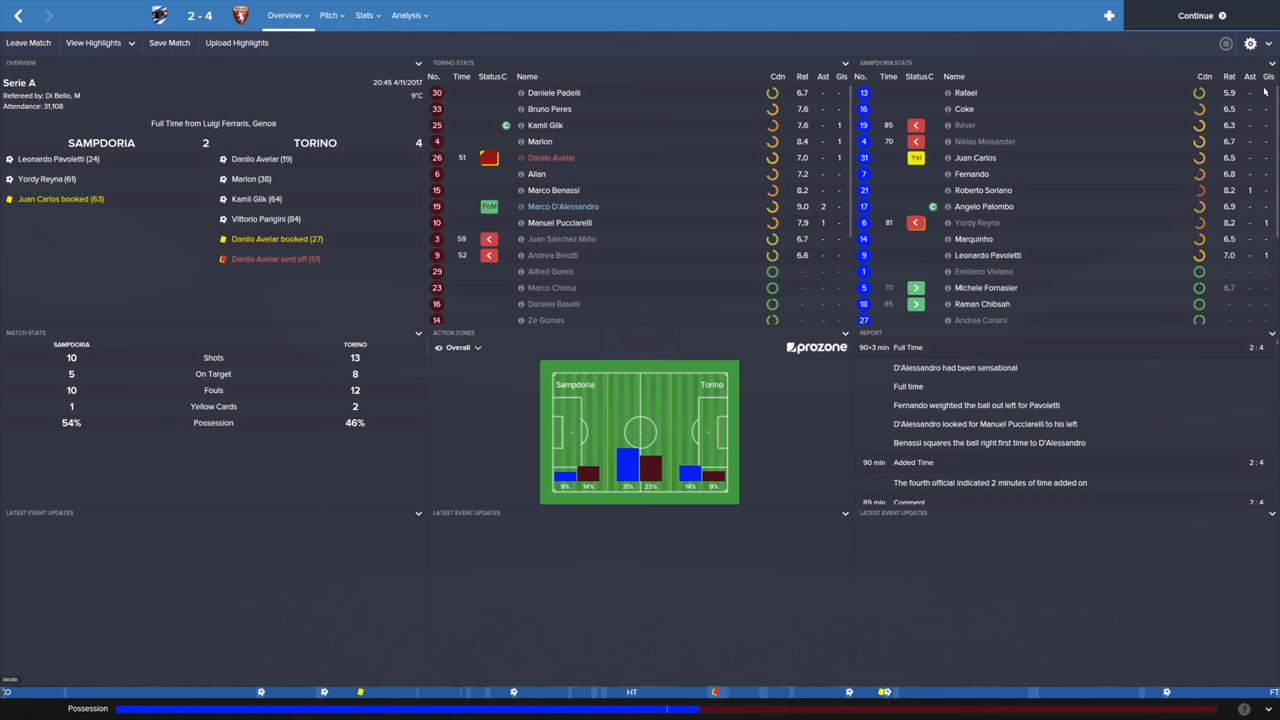 2 - 4
Overview
Pitch
Stats
Analysis
Continue
Leave Match
View Highlights
Save Match
Upload Highlights
OVERVIEW
Serie A
20:45 4/11/2017
Refereed by: Di Bello, M
9°C
Attendance: 31,108
Full Time from Luigi Ferraris, Genoa
SAMPDORIA 2 TORINO 4
Leonardo Pavoletti (24)
Yordy Reyna (61)
Juan Carlos booked (63)
Danilo Avelar (19)
Marlon (38)
Kamil Glik (64)
Vittorio Parigini (84)
Danilo Avelar booked (27)
Danilo Avelar sent off (51)
TORINO STATS
No. Time Status C Name Cdn Rat Ast Gls
30 Daniele Padelli 6.7 - -
33 Bruno Peres 7.6 - -
25 C Kamil Glik 7.6 - 1
4 Marlon 8.4 - 1
26 51 Danilo Avelar 7.0 - 1
6 Allan 7.2 - -
15 Marco Benassi 8.2 - -
19 PoM Marco D'Alessandro 9.0 2 -
10 Manuel Pucciarelli 7.9 1 -
3 59 Juan Sánchez Miño 6.7 - -
9 52 Andrea Belotti 6.6 - -
29 Alfred Gomis - - -
23 Marco Chiosa - - -
16 Daniele Baselli - - -
14 Zé Gomes - - -
SAMPDORIA STATS
No. Time Status C Name Cdn Rat Ast Gls
13 Rafael 5.9 - -
16 Coke 6.5 - -
19 85 Réver 6.3 - -
4 70 Niklas Moisander 6.7 - -
31 Yel Juan Carlos 6.5 - -
7 Fernando 6.8 - -
21 Roberto Soriano 8.2 1 -
17 C Angelo Palombo 6.9 - -
6 81 Yordy Reyna 8.2 - 1
14 Marquinho 6.5 - -
9 Leonardo Pavoletti 7.0 - 1
1 Emiliano Viviano - - -
5 70 Michele Fornasier 6.7 - -
18 85 Raman Chibsah - - -
27 Andrea Corsini - - -
MATCH STATS
SAMPDORIA TORINO
10 Shots 13
5 On Target 8
10 Fouls 12
1 Yellow Cards 2
54% Possession 46%
ACTION ZONES
Overall
prozone
Sampdoria Torino
9% 14% 31% 23% 14% 9%
REPORT
90+3 min Full Time 2 : 4
D'Alessandro had been sensational
Full time
Fernando weighted the ball out left for Pavoletti
D'Alessandro looked for Manuel Pucciarelli to his left
Benassi squares the ball right first time to D'Alessandro
90 min Added Time 2 : 4
The fourth official indicated 2 minutes of time added on
89 min Comment 2 : 4
LATEST EVENT UPDATES
LATEST EVENT UPDATES
LATEST EVENT UPDATES
00:00
KO HT FT
Possession